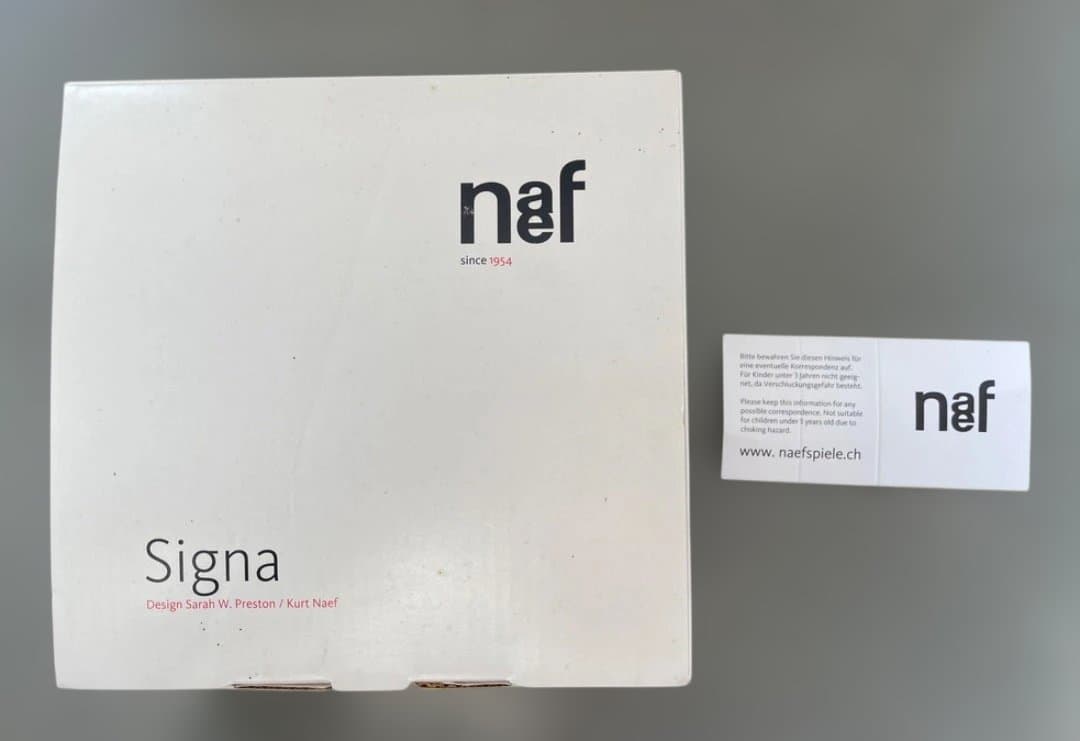 naef
since 1954
Signa
Design Sarah W. Preston / Kurt Naef
Bitte bewahren Sie diesen Hinweis für
eine eventuelle Korrespondenz auf.
Für Kinder unter 3 Jahren nicht geeig-
net, da Verschluckungsgefahr besteht.
Please keep this information for any
possible correspondence. Not suitable
for children under 3 years old due to
choking hazard.
www. naefspiele.ch
naef